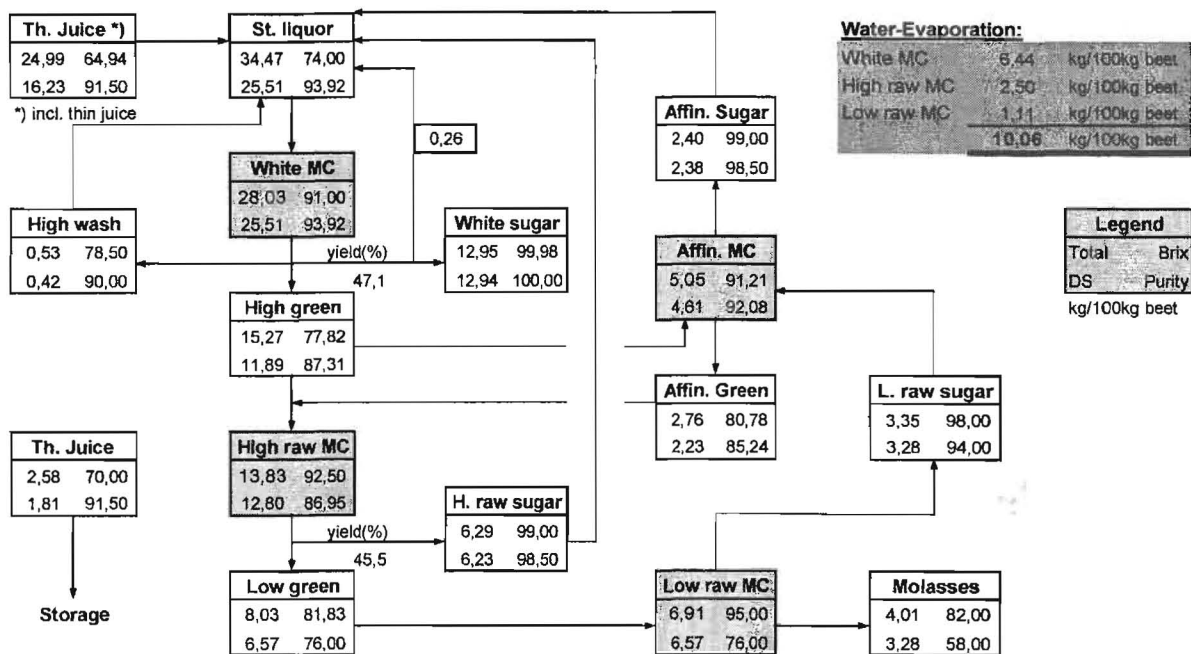 Th. Juice *)
24,99 64,94
16,23 91,50
*) incl. thin juice
St. liquor
34,47 74,00
25,51 93,92
0,26
White MC
28,03 91,00
25,51 93,92
High wash
0,53 78,50
0,42 90,00
yield(%)
47,1
White sugar
12,95 99,98
12,94 100,00
High green
15,27 77,82
11,89 87,31
Th. Juice
2,58 70,00
1,81 91,50
Storage
High raw MC
13,83 92,50
12,80 86,95
yield(%)
45,5
H. raw sugar
6,29 99,00
6,23 98,50
Low green
8,03 81,83
6,57 76,00
Affin. Sugar
2,40 99,00
2,38 98,50
Affin. MC
5,05 91,21
4,61 92,08
Affin. Green
2,76 80,78
2,23 85,24
Low raw MC
6,91 95,00
6,57 76,00
Water-Evaporation:
White MC 6,44 kg/100kg beet
High raw MC 2,50 kg/100kg beet
Low raw MC 1,11 kg/100kg beet
10,06 kg/100kg beet
Legend
Total Brix
DS Purity
kg/100kg beet
L. raw sugar
3,35 98,00
3,28 94,00
Molasses
4,01 82,00
3,28 58,00